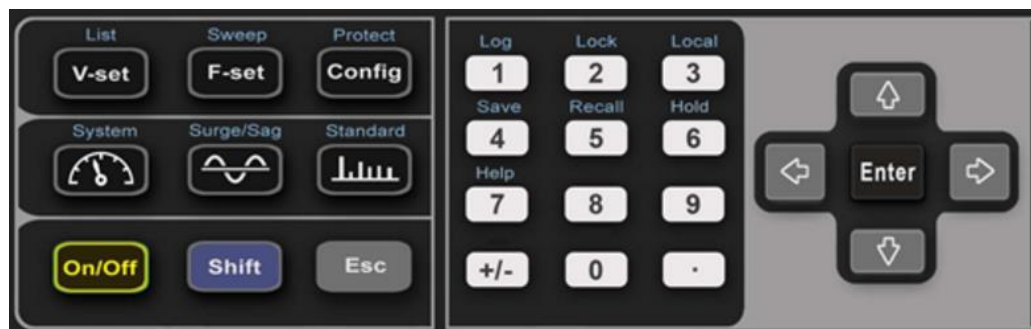 List Sweep Protect
V-set F-set Config
System Surge/Sag Standard
On/Off Shift Esc
Log Lock Local
1 2 3
Save Recall Hold
4 5 6
Help
7 8 9
+/- 0 .
Enter